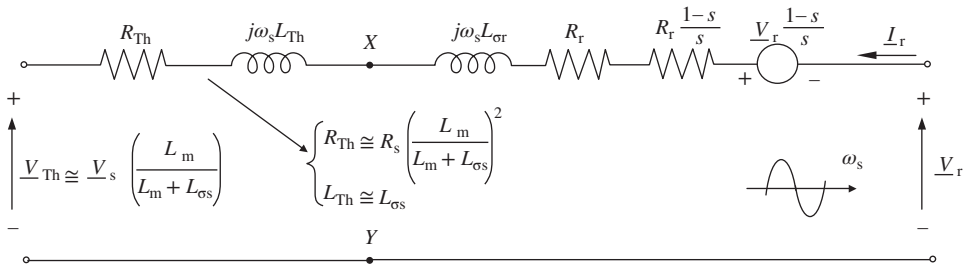 R_Th jω_s L_Th X jω_s L_σr R_r R_r (1–s)/s V_r (1–s)/s I_r
+ –
+ +
V_Th ≅ V_s (L_m / (L_m + L_σs))
R_Th ≅ R_s (L_m / (L_m + L_σs))^2
L_Th ≅ L_σs
ω_s
V_r
– –
Y